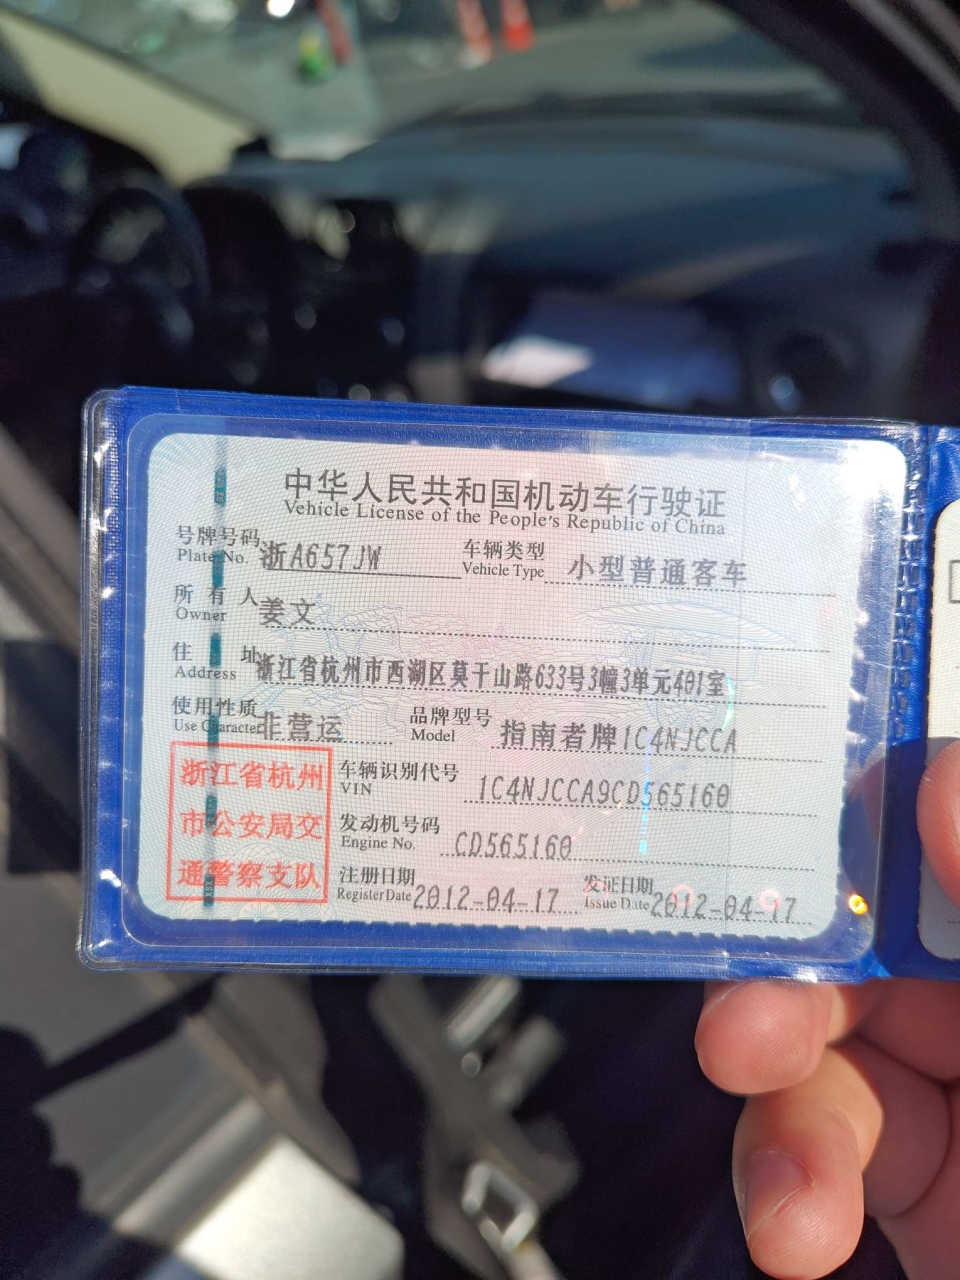 中华人民共和国机动车行驶证
Vehicle License of the People's Republic of China
号牌号码 浙A657JW 车辆类型 小型普通客车
Plate No. Vehicle Type
所有人 姜文
Owner
住址 浙江省杭州市西湖区莫干山路633号3幢3单元401室
Address
使用性质 非营运 品牌型号 指南者牌1C4NJCCA
Use Character Model
浙江省杭州
市公安局交
通警察支队
车辆识别代号 1C4NJCCA9CD565160
VIN
发动机号码 CD565160
Engine No.
注册日期 2012-04-17 发证日期 2012-04-17
Register Date Issue Date